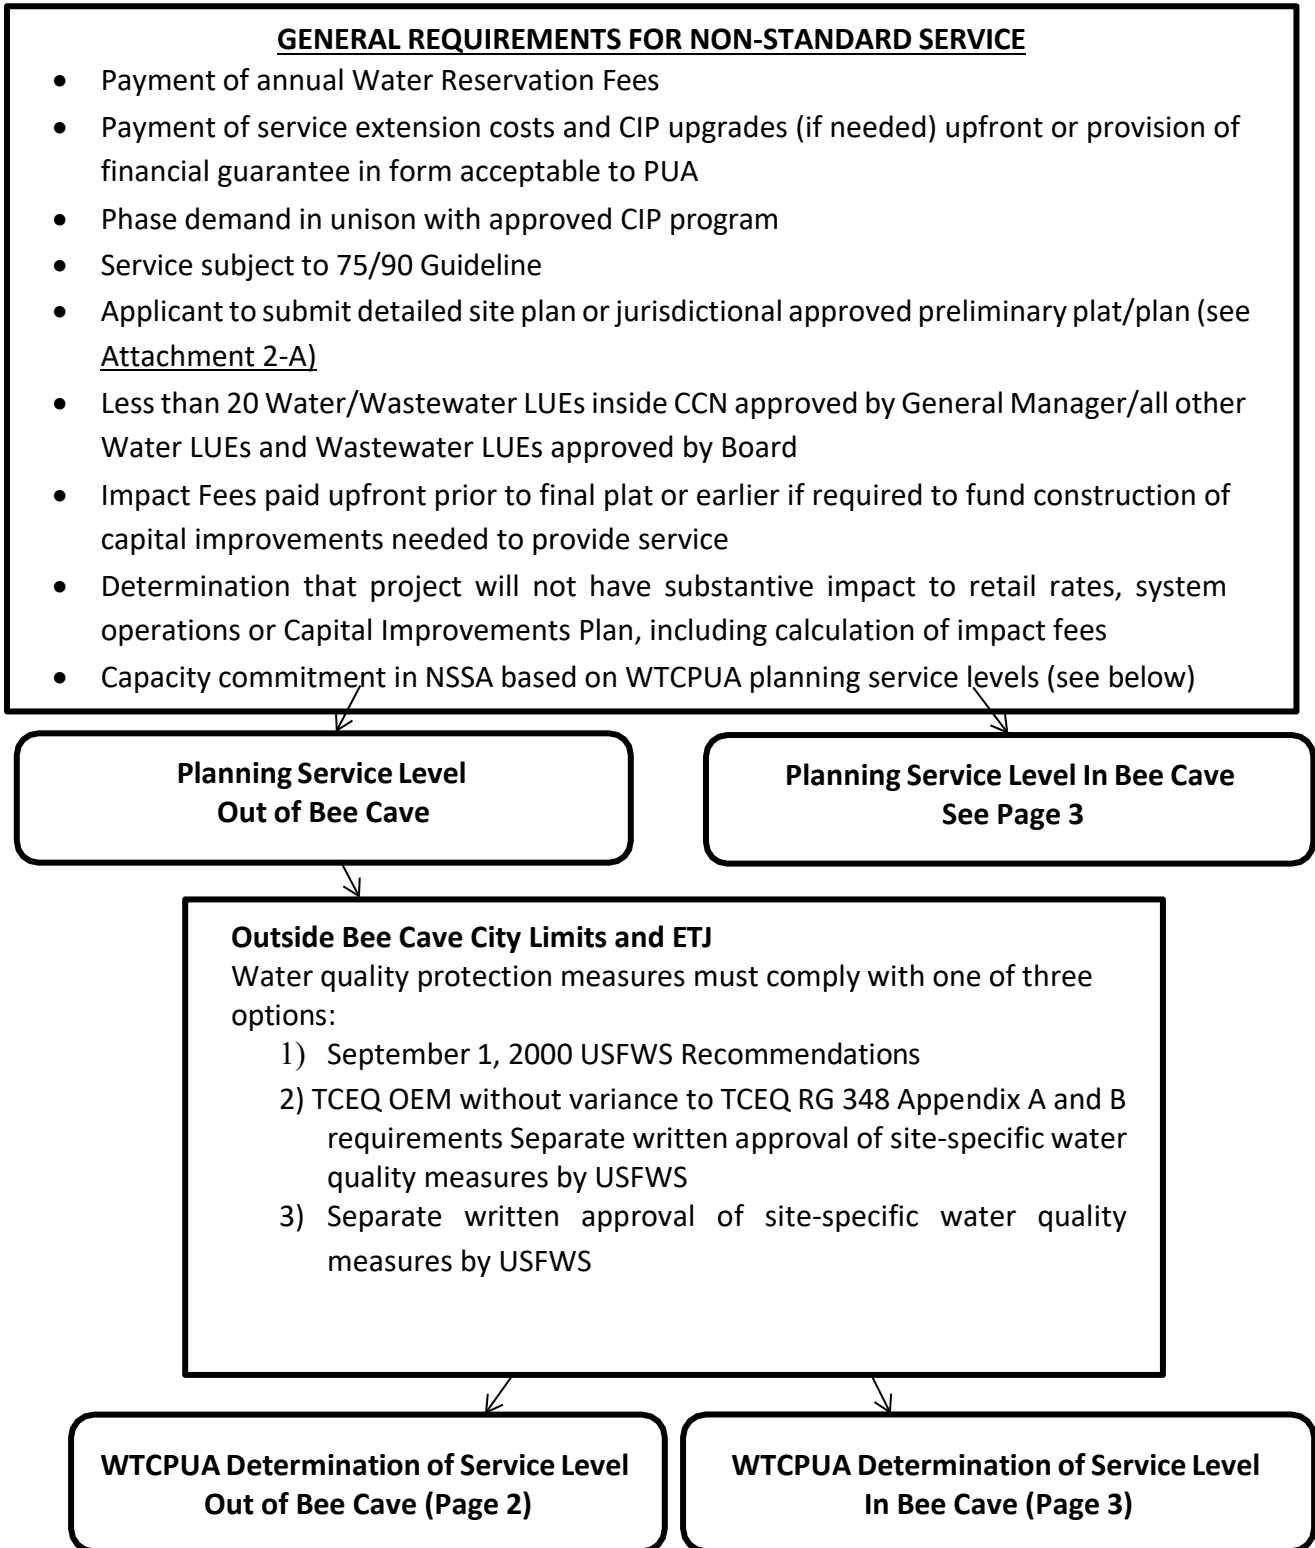 GENERAL REQUIREMENTS FOR NON-STANDARD SERVICE
• Payment of annual Water Reservation Fees
• Payment of service extension costs and CIP upgrades (if needed) upfront or provision of
financial guarantee in form acceptable to PUA
• Phase demand in unison with approved CIP program
• Service subject to 75/90 Guideline
• Applicant to submit detailed site plan or jurisdictional approved preliminary plat/plan (see
Attachment 2-A)
• Less than 20 Water/Wastewater LUEs inside CCN approved by General Manager/all other
Water LUEs and Wastewater LUEs approved by Board
• Impact Fees paid upfront prior to final plat or earlier if required to fund construction of
capital improvements needed to provide service
• Determination that project will not have substantive impact to retail rates, system
operations or Capital Improvements Plan, including calculation of impact fees
• Capacity commitment in NSSA based on WTCPUA planning service levels (see below)
Planning Service Level
Out of Bee Cave
Planning Service Level In Bee Cave
See Page 3
Outside Bee Cave City Limits and ETJ
Water quality protection measures must comply with one of three
options:
1) September 1, 2000 USFWS Recommendations
2) TCEQ OEM without variance to TCEQ RG 348 Appendix A and B
requirements Separate written approval of site-specific water
quality measures by USFWS
3) Separate written approval of site-specific water quality
measures by USFWS
WTCPUA Determination of Service Level
Out of Bee Cave (Page 2)
WTCPUA Determination of Service Level
In Bee Cave (Page 3)